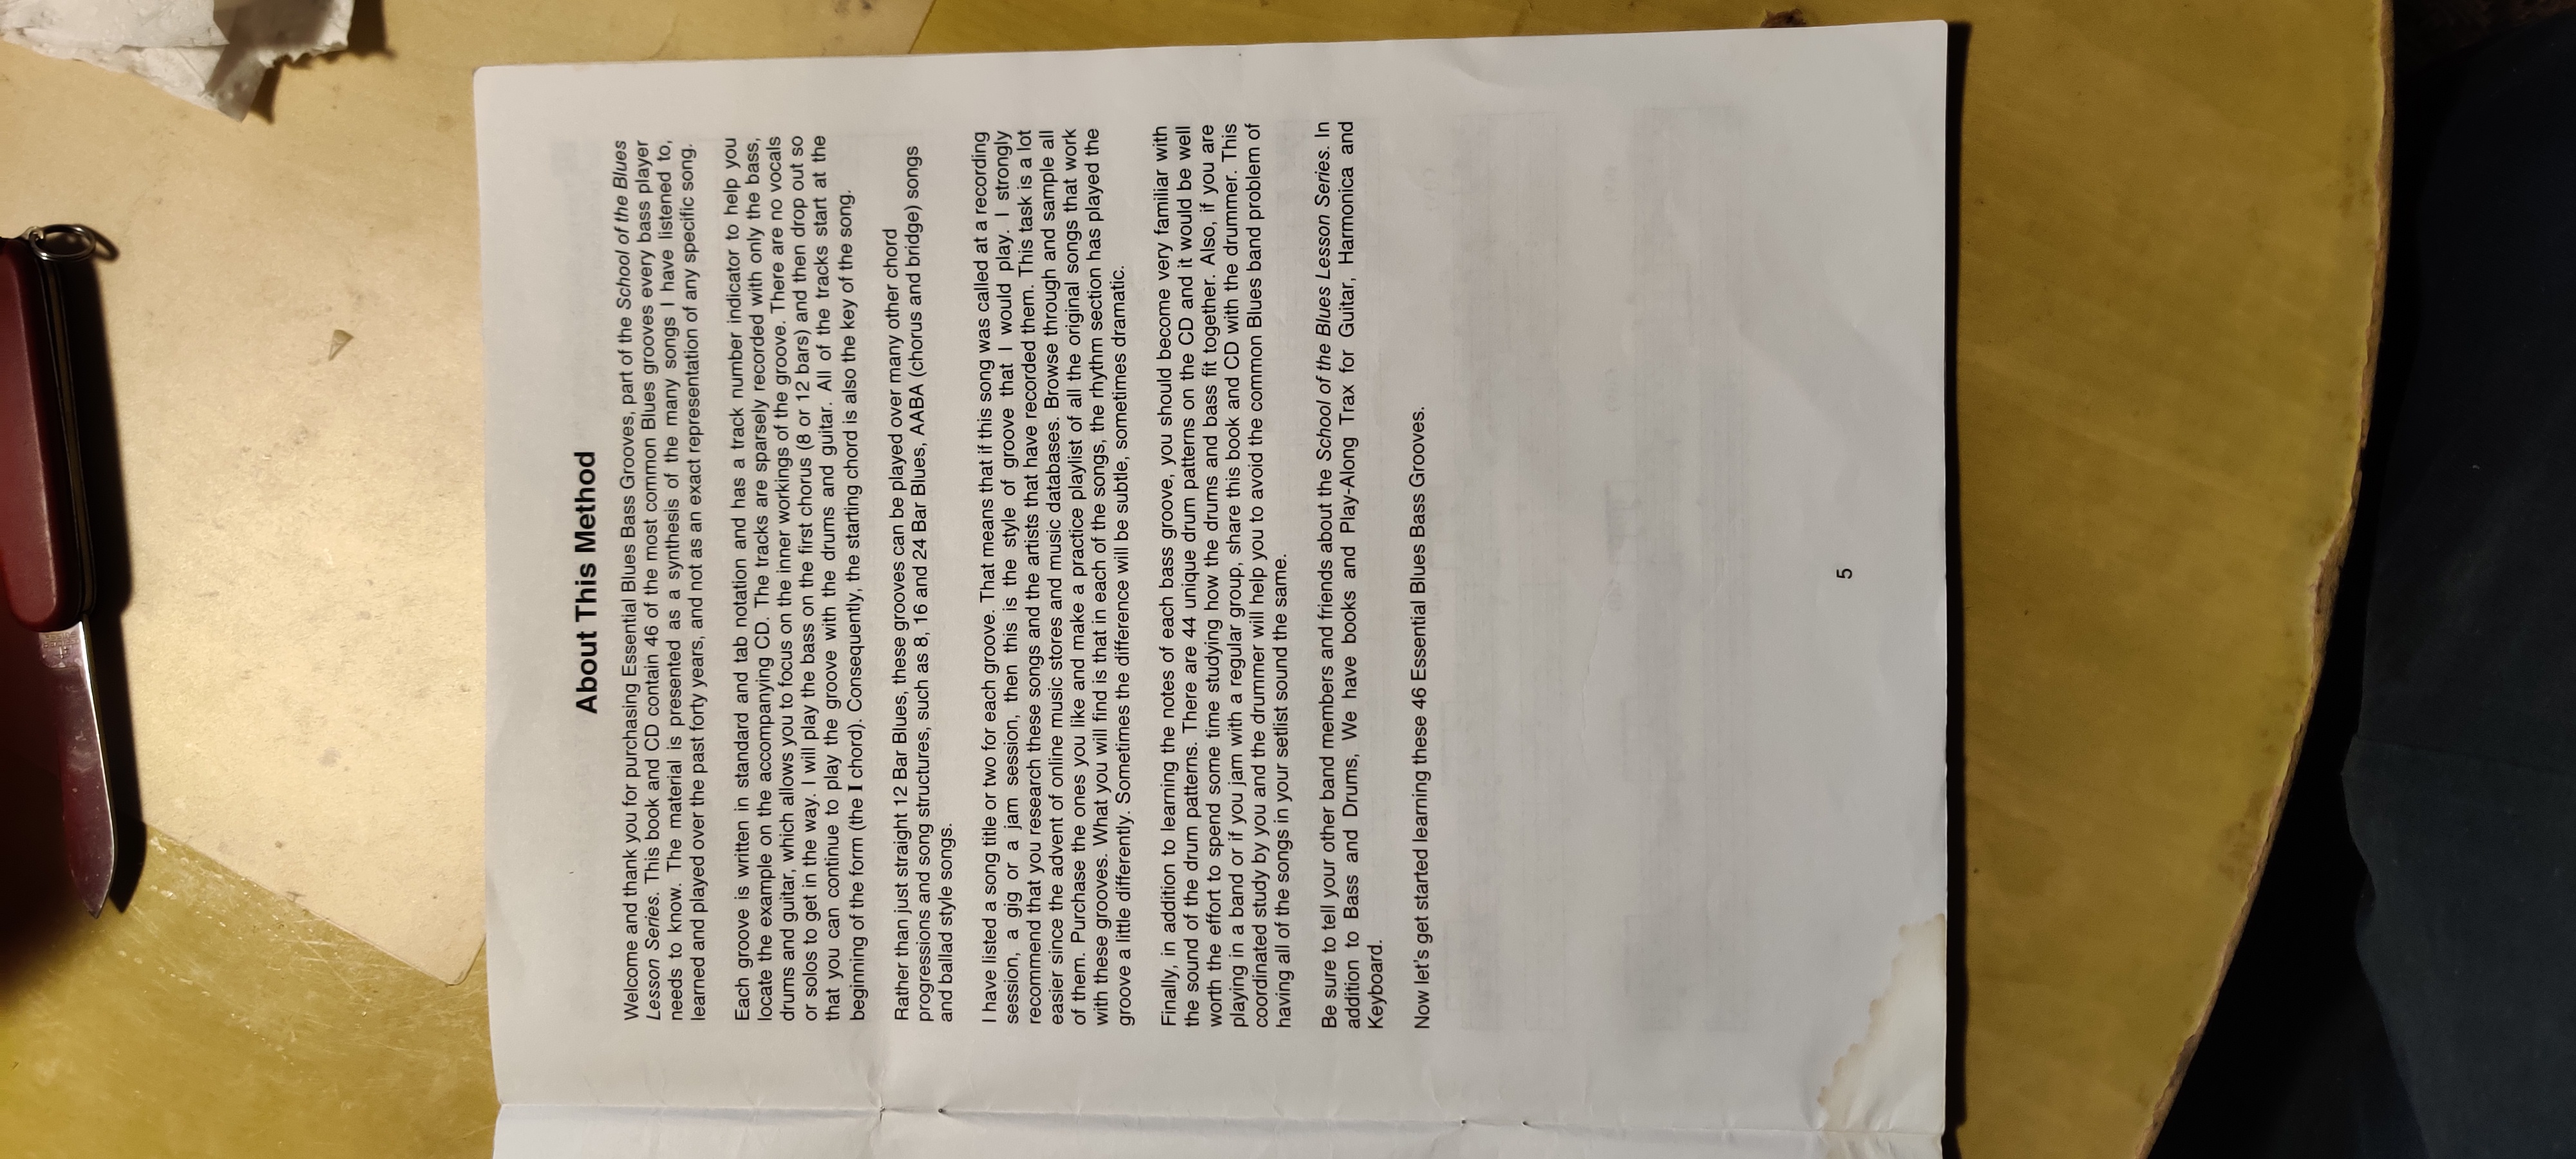 About This Method
Welcome and thank you for purchasing Essential Blues Bass Grooves, part of the School of the Blues
Lesson Series. This book and CD contain 46 of the most common Blues grooves every bass player
needs to know. The material is presented as a synthesis of the many songs I have listened to,
learned and played over the past forty years, and not as an exact representation of any specific song.
Each groove is written in standard and tab notation and has a track number indicator to help you
locate the example on the accompanying CD. The tracks are sparsely recorded with only the bass,
drums and guitar, which allows you to focus on the inner workings of the groove. There are no vocals
or solos to get in the way. I will play the bass on the first chorus (8 or 12 bars) and then drop out so
that you can continue to play the groove with the drums and guitar. All of the tracks start at the
beginning of the form (the I chord). Consequently, the starting chord is also the key of the song.
Rather than just straight 12 Bar Blues, these grooves can be played over many other chord
progressions and song structures, such as 8, 16 and 24 Bar Blues, AABA (chorus and bridge) songs
and ballad style songs.
I have listed a song title or two for each groove. That means that if this song was called at a recording
session, a gig or a jam session, then this is the style of groove that I would play. I strongly
recommend that you research these songs and the artists that have recorded them. This task is a lot
easier since the advent of online music stores and music databases. Browse through and sample all
of them. Purchase the ones you like and make a practice playlist of all the original songs that work
with these grooves. What you will find is that in each of the songs, the rhythm section has played the
groove a little differently. Sometimes the difference will be subtle, sometimes dramatic.
Finally, in addition to learning the notes of each bass groove, you should become very familiar with
the sound of the drum patterns. There are 44 unique drum patterns on the CD and it would be well
worth the effort to spend some time studying how the drums and bass fit together. Also, if you are
playing in a band or if you jam with a regular group, share this book and CD with the drummer. This
coordinated study by you and the drummer will help you to avoid the common Blues band problem of
having all of the songs in your setlist sound the same.
Be sure to tell your other band members and friends about the School of the Blues Lesson Series. In
addition to Bass and Drums, We have books and Play-Along Trax for Guitar, Harmonica and
Keyboard.
Now let's get started learning these 46 Essential Blues Bass Grooves.
5